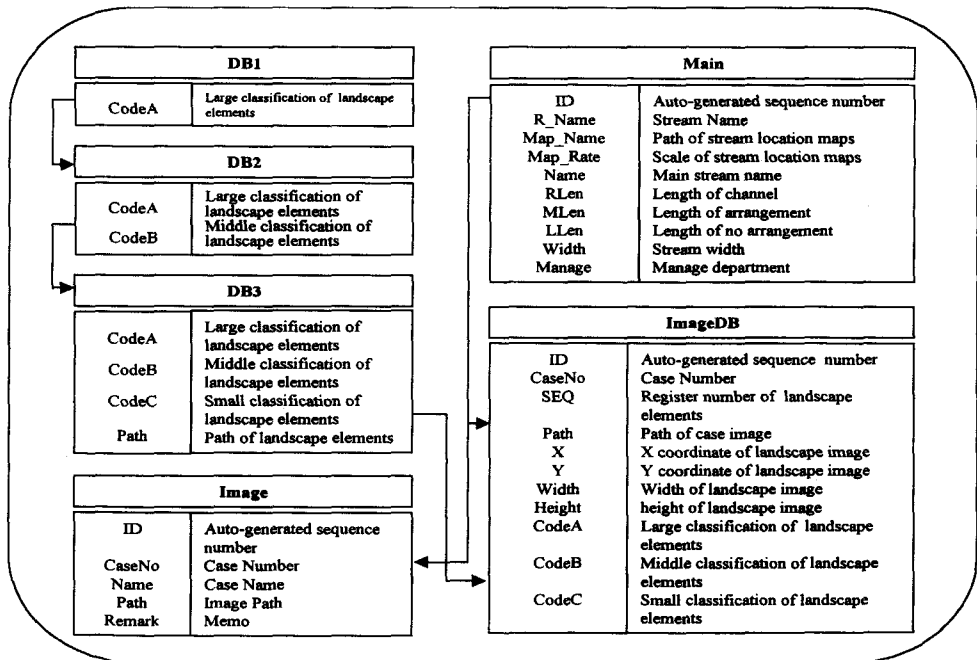 DB1
CodeA Large classification of landscape
elements
DB2
CodeA Large classification of
landscape elements
CodeB Middle classification of
landscape elements
DB3
CodeA Large classification of
landscape elements
CodeB Middle classification of
landscape elements
CodeC Small classification of
landscape elements
Path Path of landscape elements
Image
ID Auto-generated sequence
number
CaseNo Case Number
Name Case Name
Path Image Path
Remark Memo
Main
ID Auto-generated sequence number
R_Name Stream Name
Map_Name Path of stream location maps
Map_Rate Scale of stream location maps
Name Main stream name
RLen Length of channel
MLen Length of arrangement
LLen Length of no arrangement
Width Stream width
Manage Manage department
ImageDB
ID Auto-generated sequence number
CaseNo Case Number
SEQ Register number of landscape
elements
Path Path of case image
X X coordinate of landscape image
Y Y coordinate of landscape image
Width Width of landscape image
Height height of landscape image
CodeA Large classification of landscape
elements
CodeB Middle classification of landscape
elements
CodeC Small classification of landscape
elements